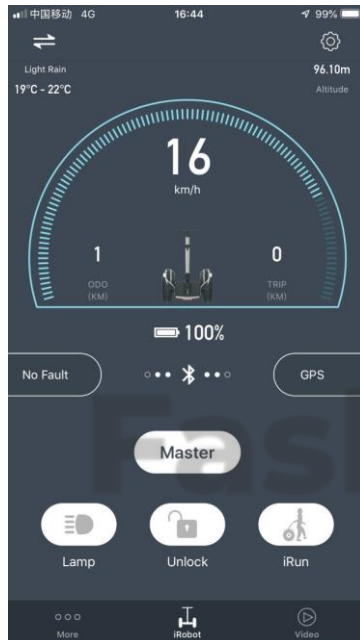 中国移动 4G 16:44 99%
Light Rain 96.10m
19°C - 22°C Altitude
16
km/h
1 0
ODO TRIP
(KM) (KM)
100%
No Fault GPS
Fasl
Master
Lamp Unlock iRun
More iRobot Video